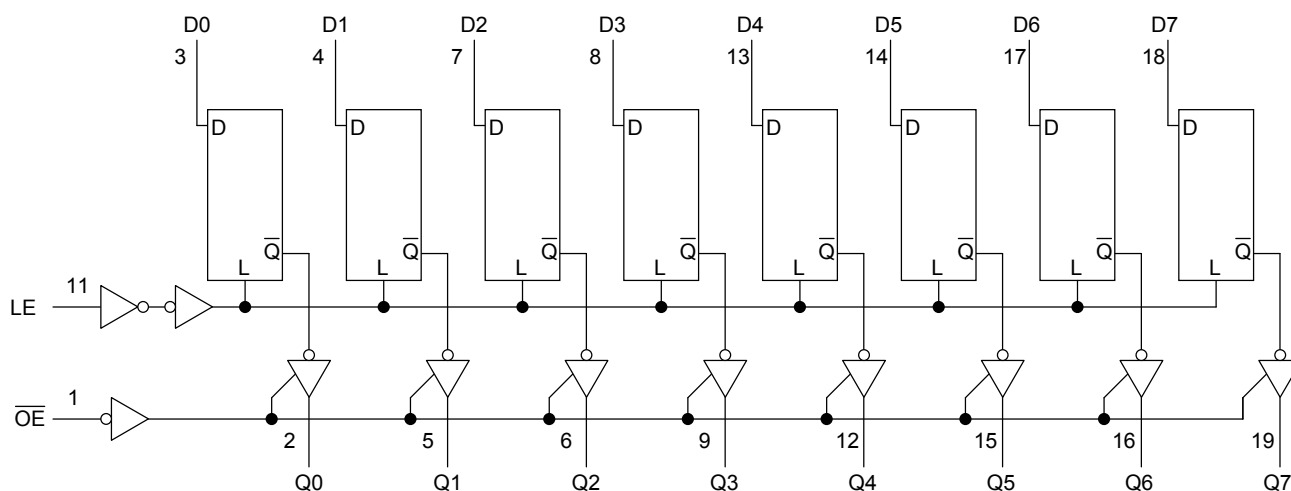 D0 D1 D2 D3 D4 D5 D6 D7
3 4 7 8 13 14 17 18
D D D D D D D D
Q̅ Q̅ Q̅ Q̅ Q̅ Q̅ Q̅ Q̅
L L L L L L L L
LE 11
O̅E̅ 1
2 5 6 9 12 15 16 19
Q0 Q1 Q2 Q3 Q4 Q5 Q6 Q7